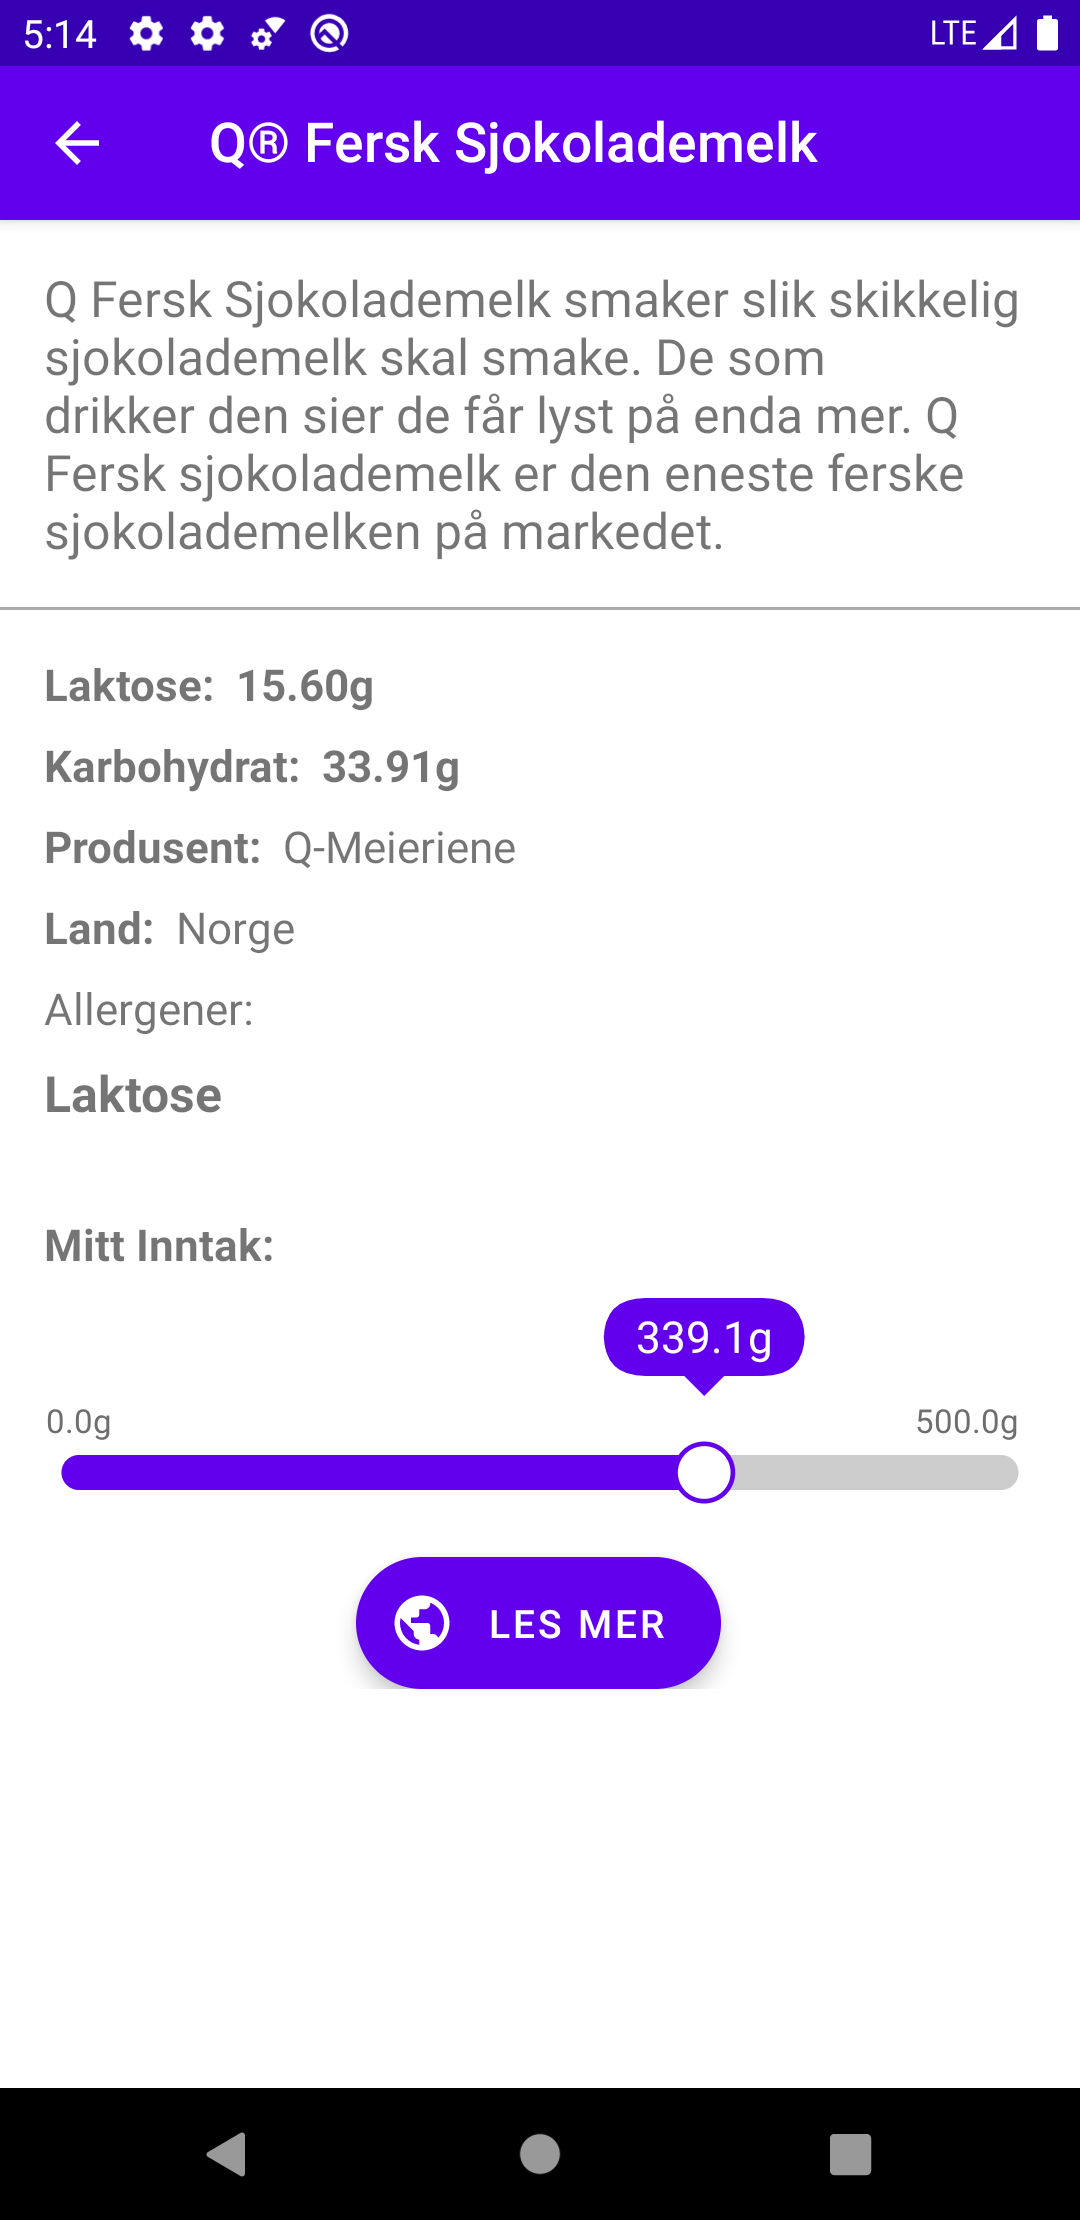 5:14
LTE
Q® Fersk Sjokolademelk
Q Fersk Sjokolademelk smaker slik skikkelig
sjokolademelk skal smake. De som
drikker den sier de får lyst på enda mer. Q
Fersk sjokolademelk er den eneste ferske
sjokolademelken på markedet.
Laktose: 15.60g
Karbohydrat: 33.91g
Produsent: Q-Meieriene
Land: Norge
Allergener:
Laktose
Mitt Inntak:
339.1g
0.0g 500.0g
LES MER